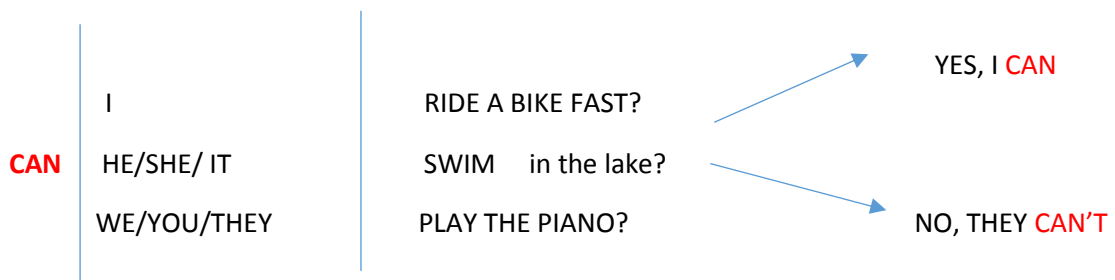 YES, I CAN
I RIDE A BIKE FAST?
CAN HE/SHE/ IT SWIM in the lake?
WE/YOU/THEY PLAY THE PIANO? NO, THEY CAN'T